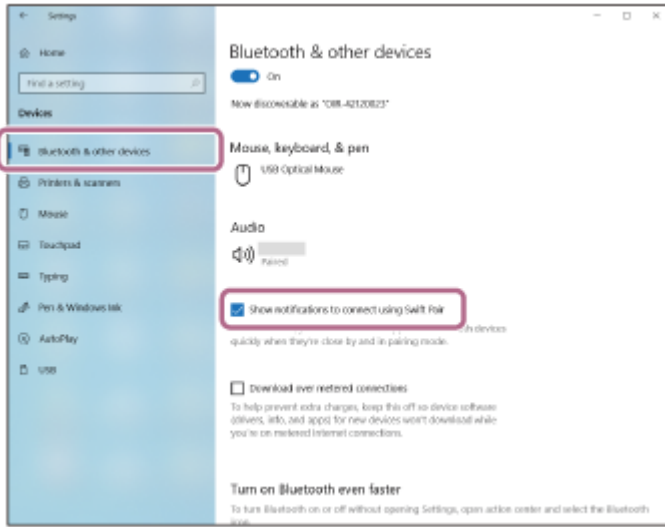 Settings
Home
Find a setting
Devices
Bluetooth & other devices
Printers & scanners
Mouse
Touchpad
Typing
Pen & Windows Ink
AutoPlay
USB
Bluetooth & other devices
On
Now discoverable as
Mouse, keyboard, & pen
USB Optical Mouse
Audio
Paired
Show notifications to connect using Swift Pair
devices
quickly when they're close by and in pairing mode.
Download over metered connections
To help prevent extra charges, keep this off so device software
(drivers, info, and apps) for new devices won't download while
you're on metered Internet connections.
Turn on Bluetooth even faster
To turn Bluetooth on or off without opening Settings, open action center and select the Bluetooth
icon.